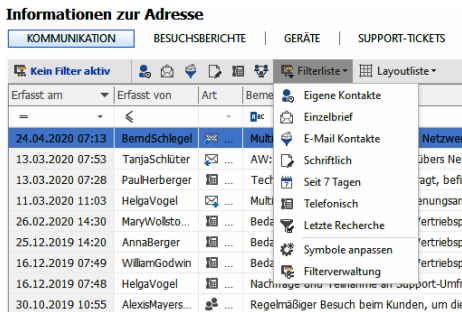 Informationen zur Adresse
KOMMUNIKATION BESUCHSBERICHTE GERÄTE SUPPORT-TICKETS
Kein Filter aktiv Filterliste Layoutliste
Erfasst am Erfasst von Art Beme
= < ABC
24.04.2020 07:13 BerndSchlegel ... Multi Netzwe
13.03.2020 07:53 TanjaSchlüter ... AW: übers Ne
13.03.2020 07:28 PaulHerberger ... Tech ragt, befi
11.03.2020 11:03 HelgaVogel ... Multi enungsan
26.02.2020 14:30 MaryWollsto... ... Beda Vertriebsp
25.12.2019 14:20 AnnaBerger ... Beda Vertriebsp
16.12.2019 07:49 WilliamGodwin ... Beda Vertriebsp
16.12.2019 07:48 HelgaVogel ... Nachfrage und Teilnahme an Support-Umfr
30.10.2019 10:55 AlexisMayers... ... Regelmäßiger Besuch beim Kunden, um die
Eigene Kontakte
Einzelbrief
E-Mail Kontakte
Schriftlich
Seit 7 Tagen
Telefonisch
Letzte Recherche
Symbole anpassen
Filterverwaltung